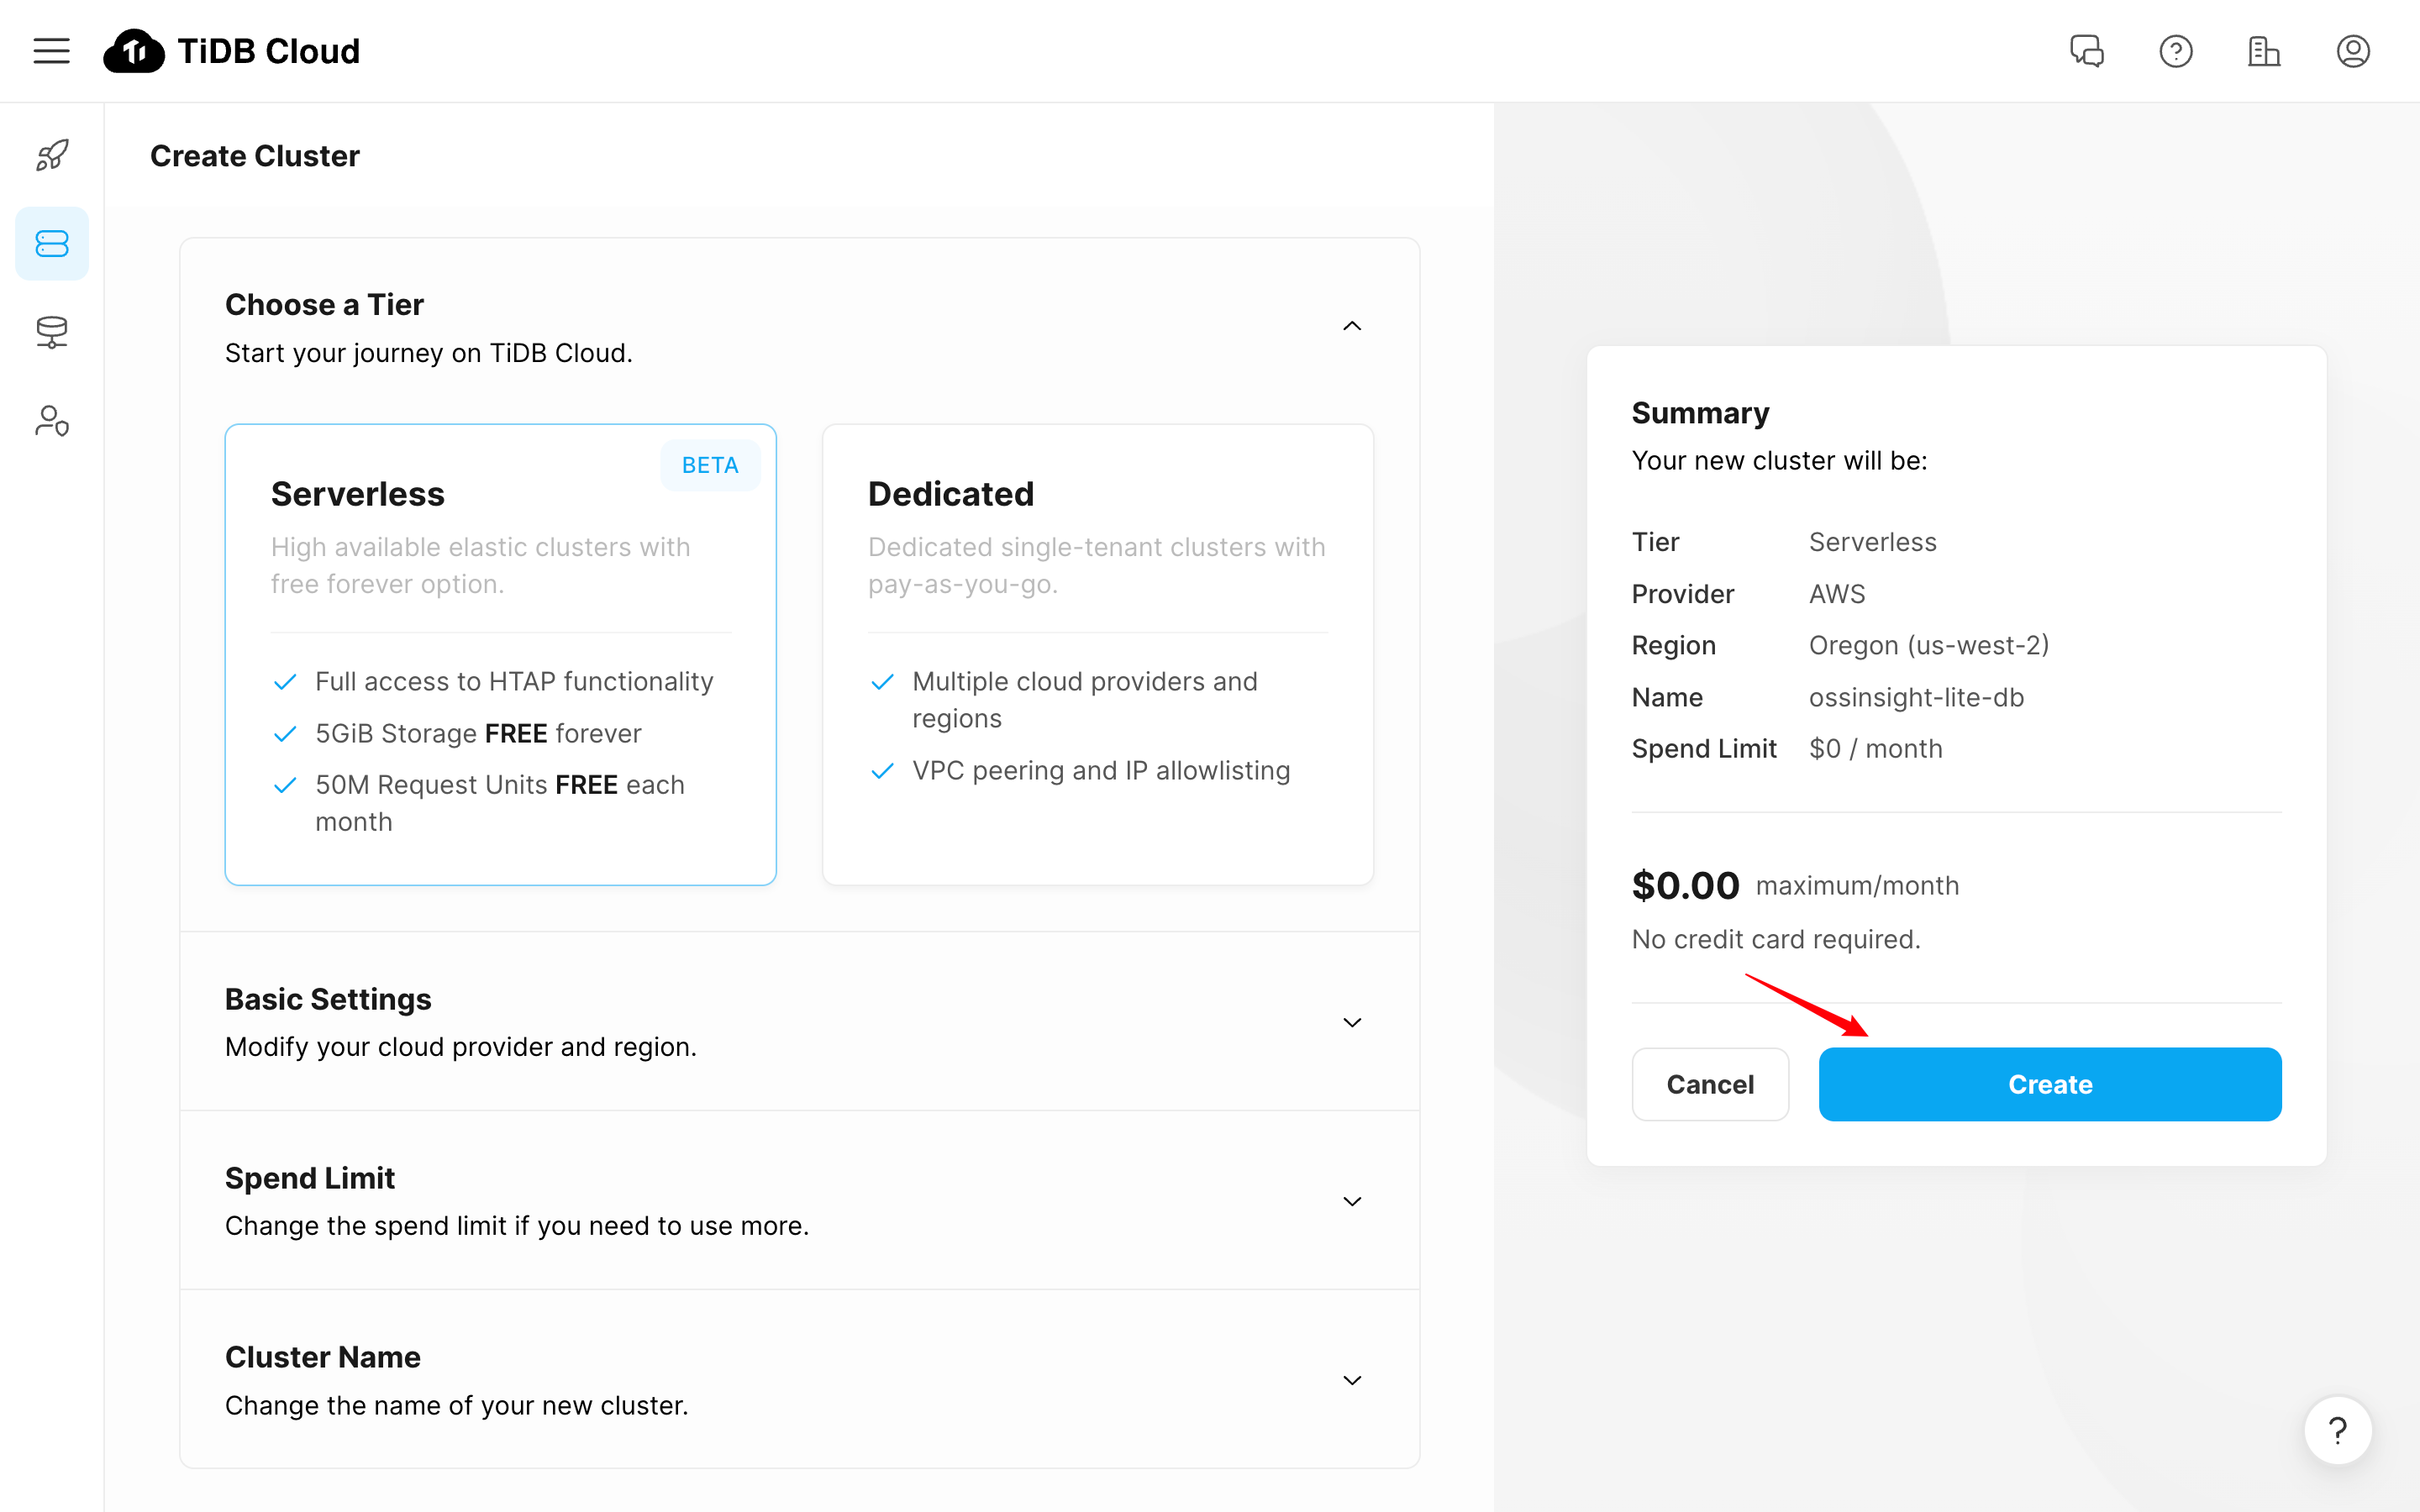 TiDB Cloud
Create Cluster
Choose a Tier
Start your journey on TiDB Cloud.
BETA
Serverless
High available elastic clusters with
free forever option.
Full access to HTAP functionality
5GiB Storage FREE forever
50M Request Units FREE each
month
Dedicated
Dedicated single-tenant clusters with
pay-as-you-go.
Multiple cloud providers and
regions
VPC peering and IP allowlisting
Basic Settings
Modify your cloud provider and region.
Spend Limit
Change the spend limit if you need to use more.
Cluster Name
Change the name of your new cluster.
Summary
Your new cluster will be:
Tier Serverless
Provider AWS
Region Oregon (us-west-2)
Name ossinsight-lite-db
Spend Limit $0 / month
$0.00 maximum/month
No credit card required.
Cancel Create
?